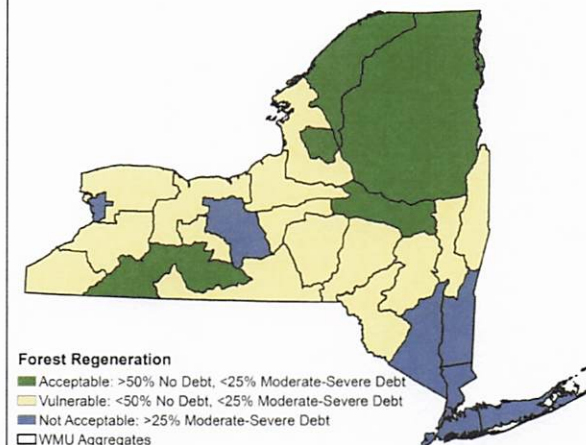 Forest Regeneration
Acceptable: >50% No Debt, <25% Moderate-Severe Debt
Vulnerable: <50% No Debt, <25% Moderate-Severe Debt
Not Acceptable: >25% Moderate-Severe Debt
WMU Aggregates